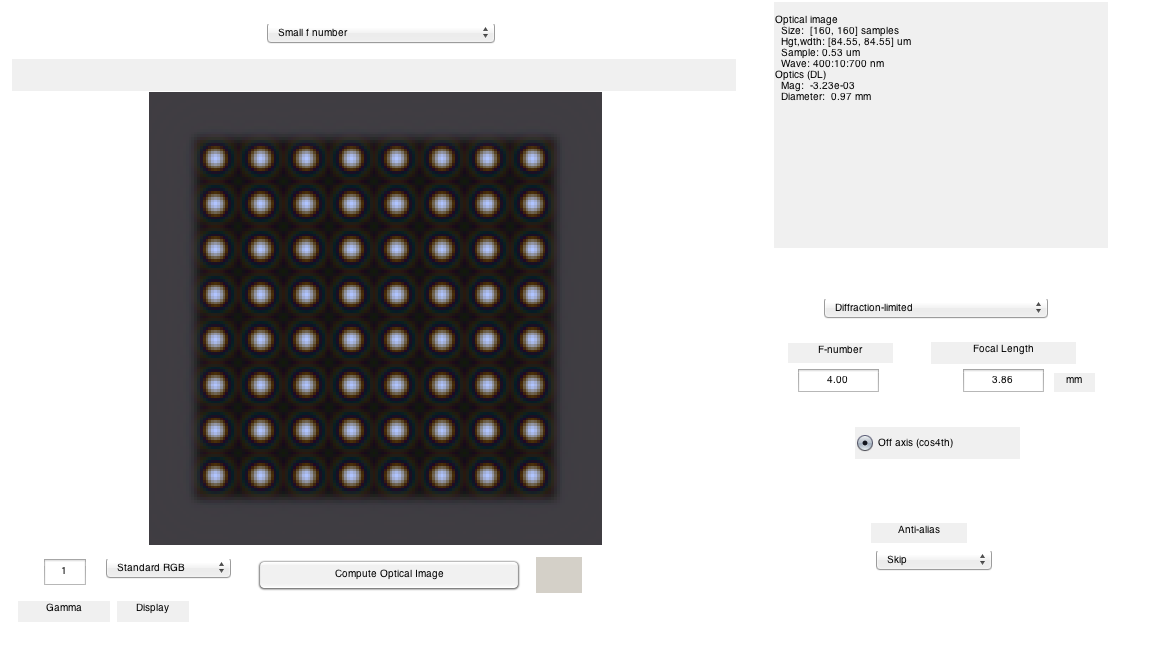 Small f number
Optical image
Size:  [160, 160] samples
Hgt,wdth: [84.55, 84.55] um
Sample: 0.53 um
Wave: 400:10:700 nm
Optics (DL)
Mag:  -3.23e-03
Diameter:  0.97 mm
Diffraction-limited
F-number
Focal Length
4.00
3.86
mm
Off axis (cos4th)
Anti-alias
Skip
1
Standard RGB
Compute Optical Image
Gamma
Display